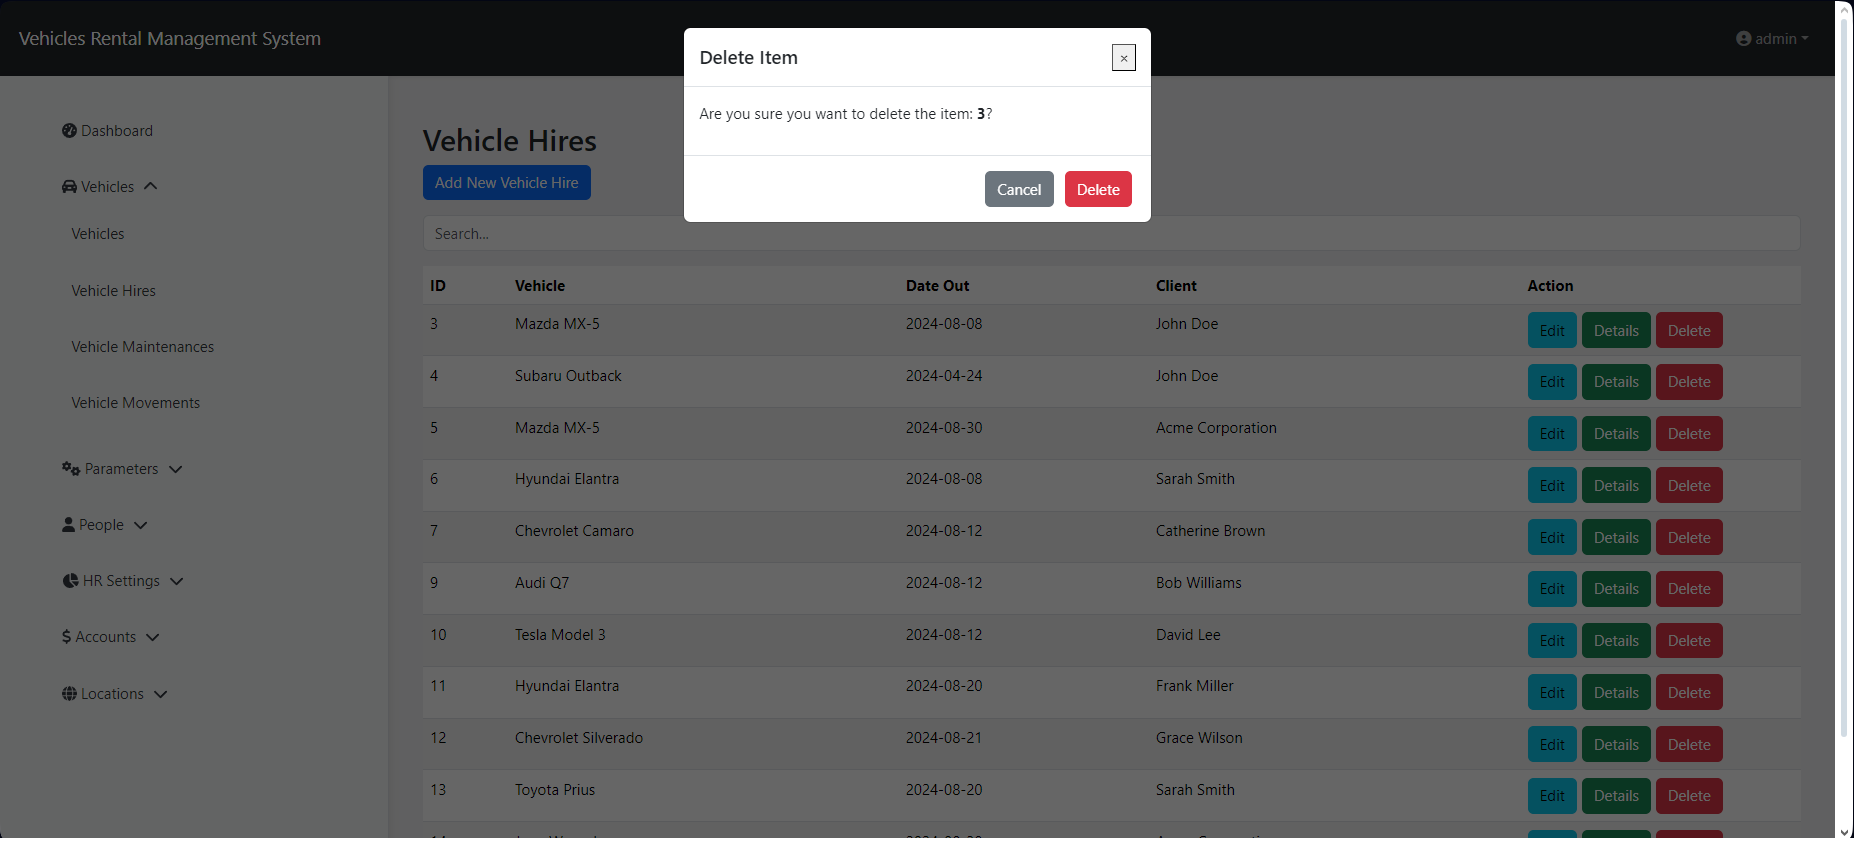 Vehicles Rental Management System
admin
Delete Item
×
Are you sure you want to delete the item: 3?
Cancel Delete
Dashboard
Vehicles
Vehicles
Vehicle Hires
Vehicle Maintenances
Vehicle Movements
Parameters
People
HR Settings
$ Accounts
Locations
Vehicle Hires
Add New Vehicle Hire
Search...
ID Vehicle Date Out Client Action
3 Mazda MX-5 2024-08-08 John Doe Edit Details Delete
4 Subaru Outback 2024-04-24 John Doe Edit Details Delete
5 Mazda MX-5 2024-08-30 Acme Corporation Edit Details Delete
6 Hyundai Elantra 2024-08-08 Sarah Smith Edit Details Delete
7 Chevrolet Camaro 2024-08-12 Catherine Brown Edit Details Delete
9 Audi Q7 2024-08-12 Bob Williams Edit Details Delete
10 Tesla Model 3 2024-08-12 David Lee Edit Details Delete
11 Hyundai Elantra 2024-08-20 Frank Miller Edit Details Delete
12 Chevrolet Silverado 2024-08-21 Grace Wilson Edit Details Delete
13 Toyota Prius 2024-08-20 Sarah Smith Edit Details Delete